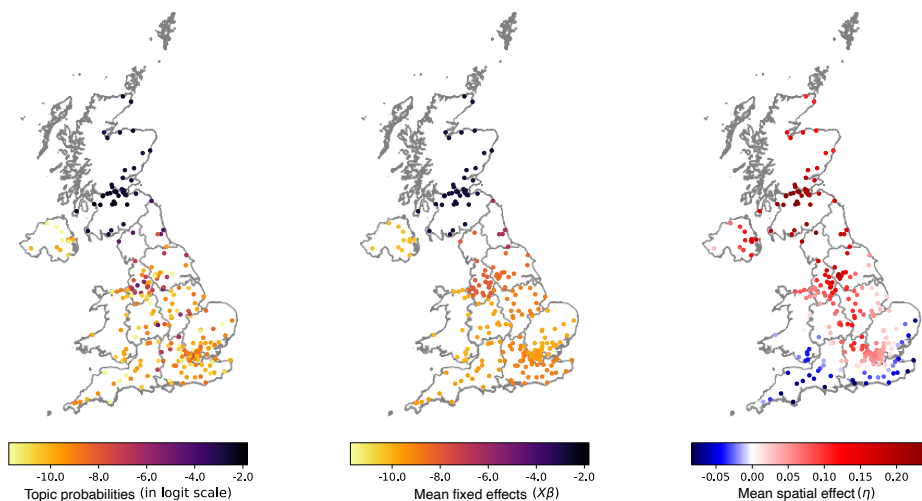 -10.0 -8.0 -6.0 -4.0 -2.0
Topic probabilities (in logit scale)
-10.0 -8.0 -6.0 -4.0 -2.0
Mean fixed effects (Xβ)
-0.05 0.00 0.05 0.10 0.15 0.20
Mean spatial effect (η)